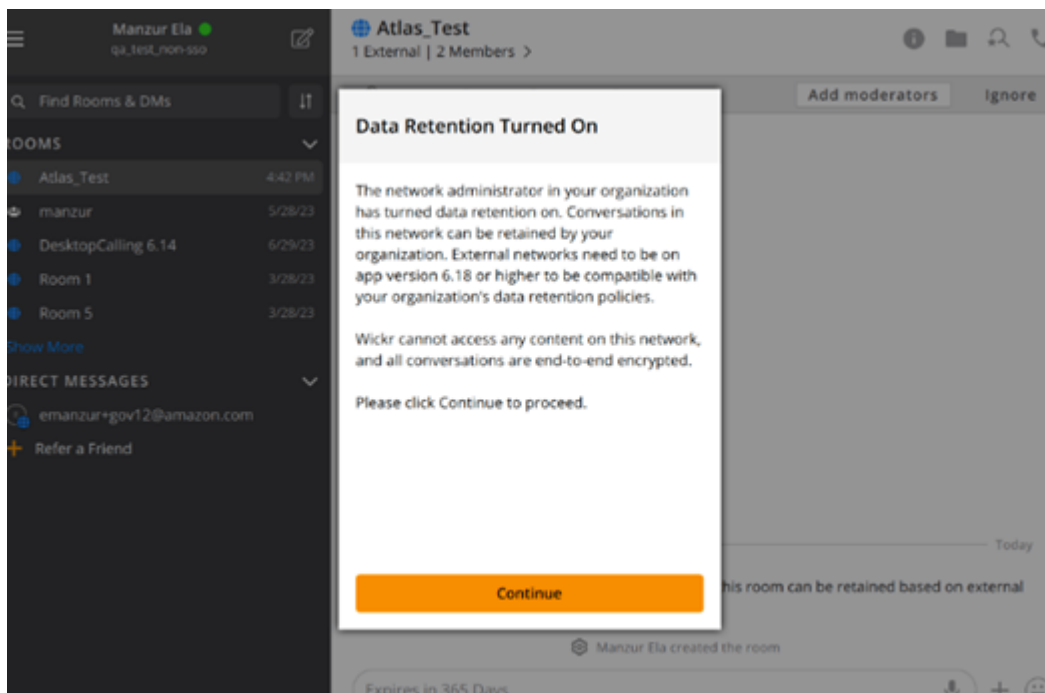 Manzur Ela
qa_test_non-sso
Find Rooms & DMs
ROOMS
Atlas_Test 4:42 PM
manzur 5/28/23
DesktopCalling 6.14 6/29/23
Room 1 3/28/23
Room 5 3/28/23
Show More
DIRECT MESSAGES
emanzur+gov12@amazon.com
Refer a Friend
Atlas_Test
1 External | 2 Members >
Add moderators Ignore
Data Retention Turned On
The network administrator in your organization
has turned data retention on. Conversations in
this network can be retained by your
organization. External networks need to be on
app version 6.18 or higher to be compatible with
your organization's data retention policies.
Wickr cannot access any content on this network,
and all conversations are end-to-end encrypted.
Please click Continue to proceed.
Continue
Today
his room can be retained based on external
Manzur Ela created the room
Expires in 365 Days